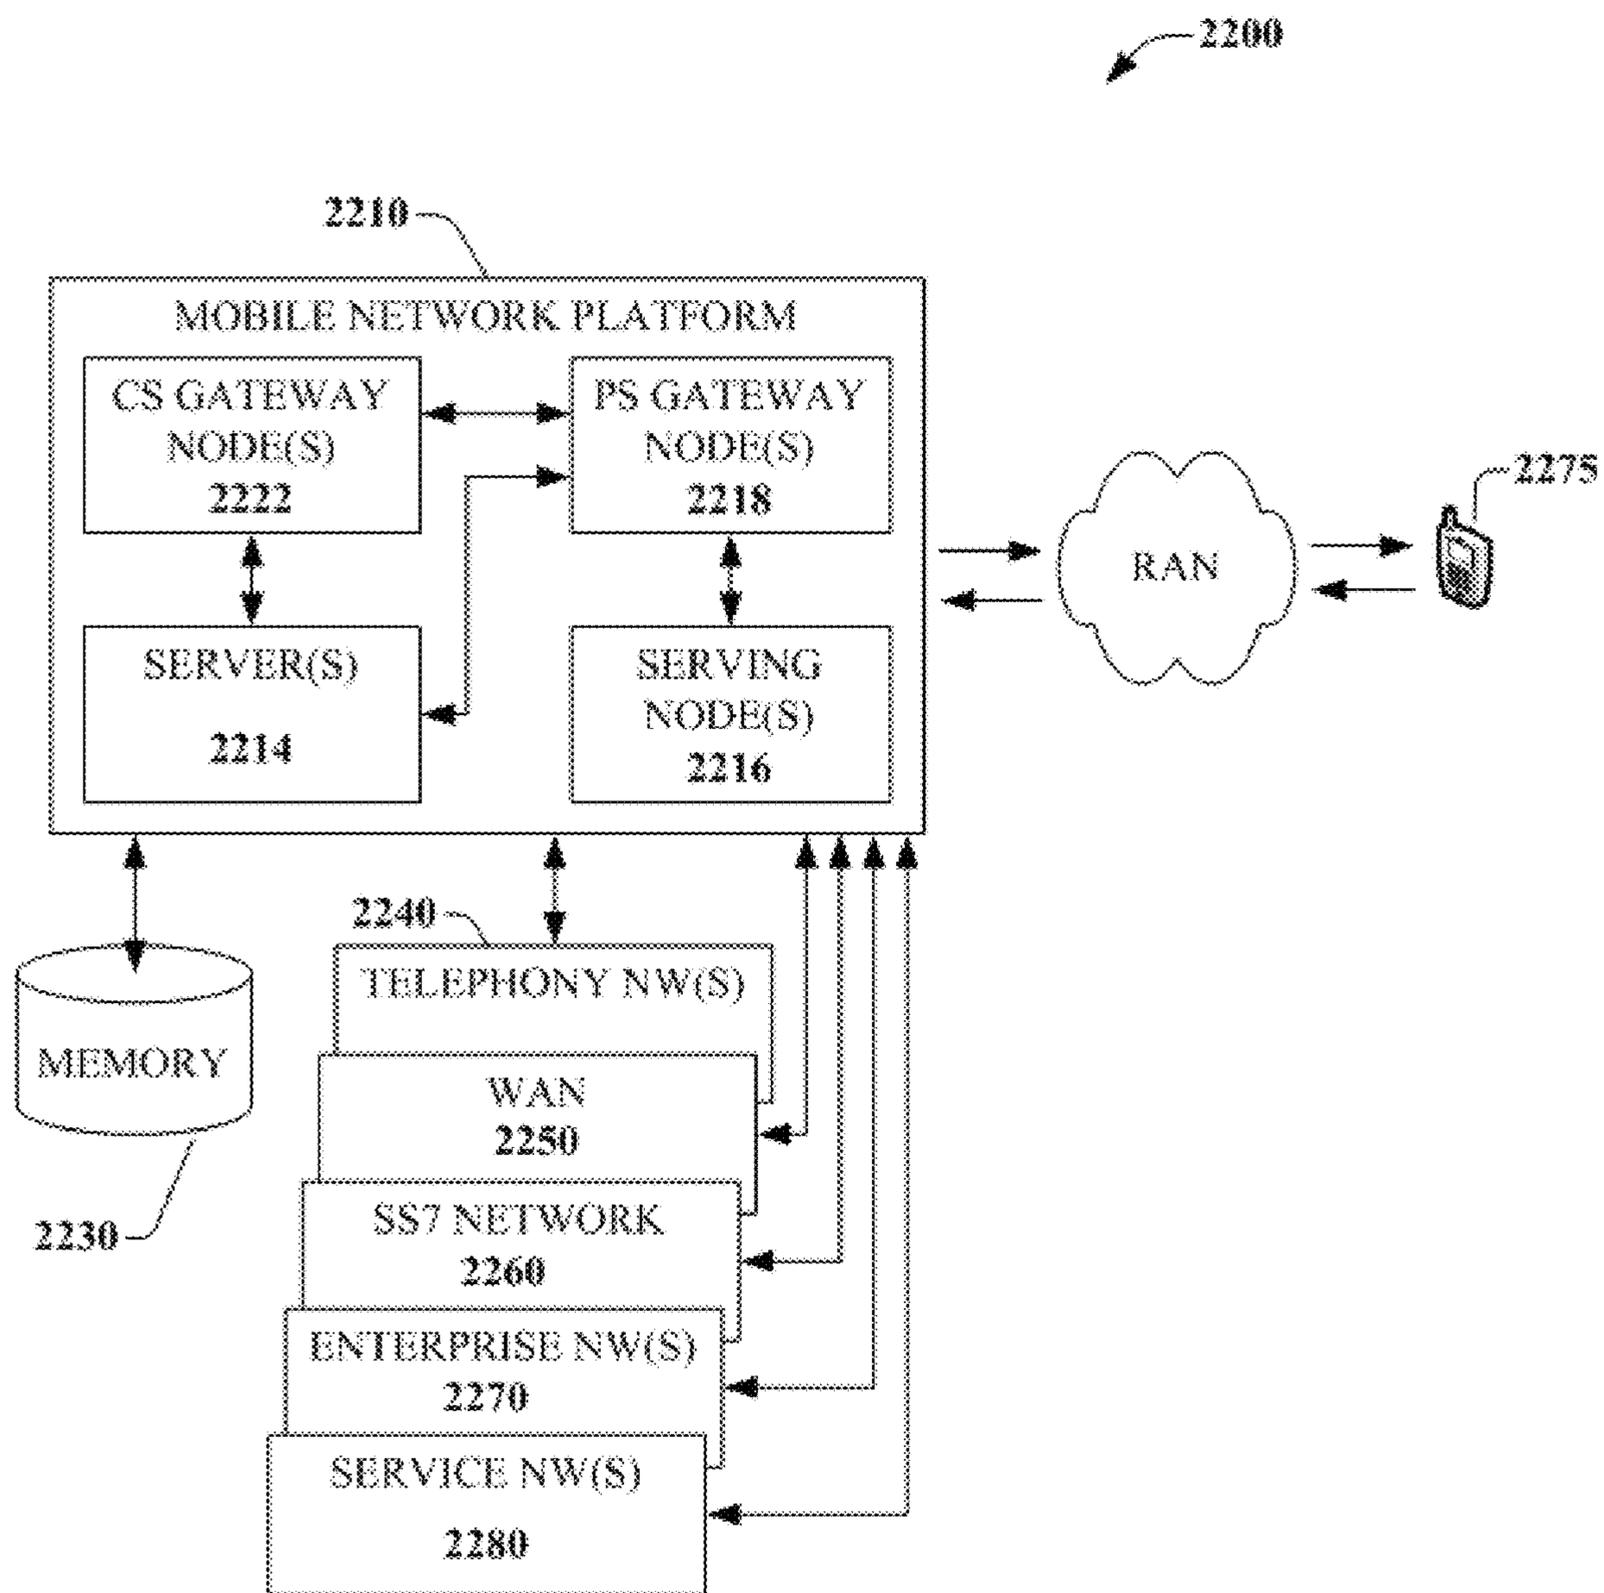 2200
2210
MOBILE NETWORK PLATFORM
CS GATEWAY
NODE(S)
2222
PS GATEWAY
NODE(S)
2218
2275
RAN
SERVER(S)
2214
SERVING
NODE(S)
2216
2240
TELEPHONY NW(S)
MEMORY
WAN
2250
2230
SS7 NETWORK
2260
ENTERPRISE NW(S)
2270
SERVICE NW(S)
2280